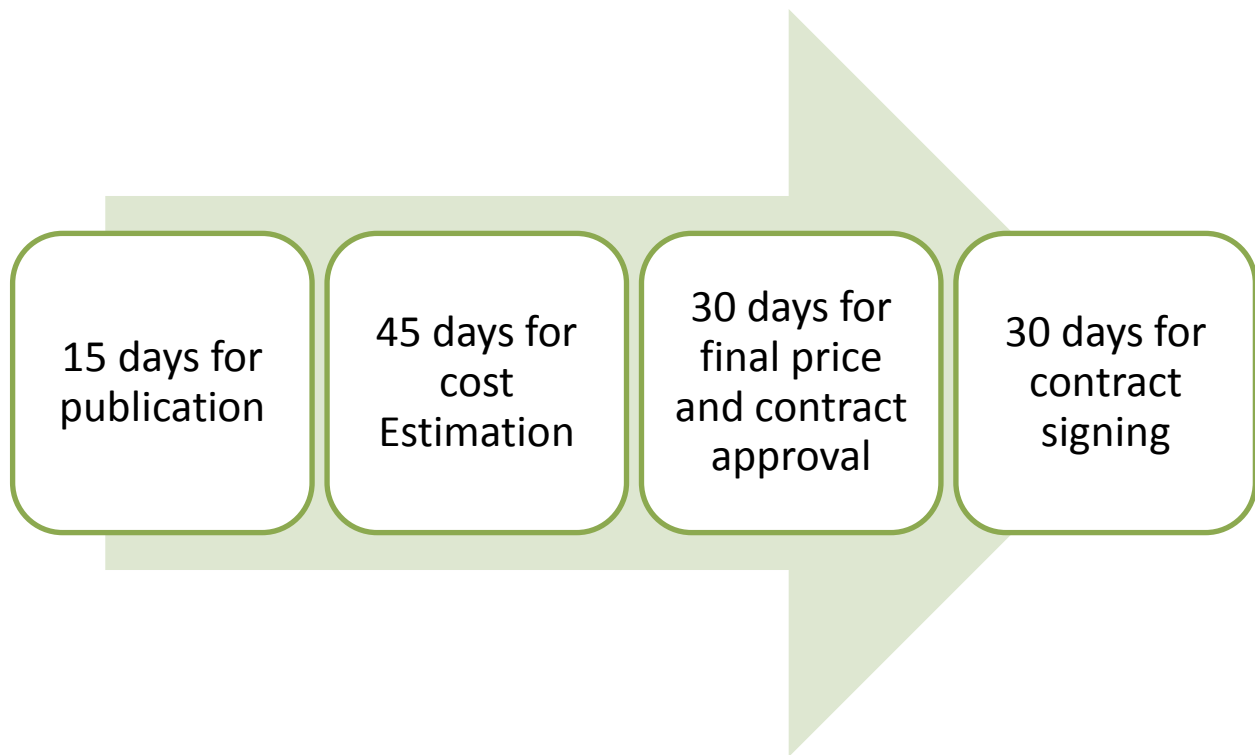 15 days for
publication
45 days for
cost
Estimation
30 days for
final price
and contract
approval
30 days for
contract
signing